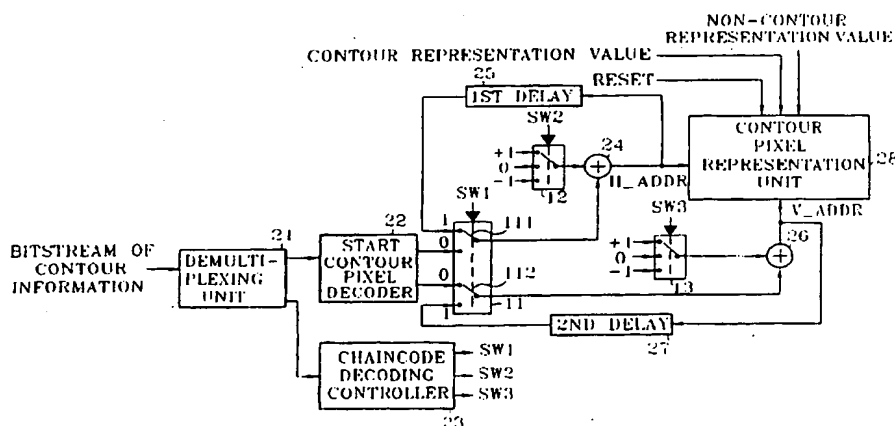 NON-CONTOUR
REPRESENTATION VALUE
CONTOUR REPRESENTATION VALUE
25
RESET
1ST DELAY
SW2
24
CONTOUR
PIXEL
REPRESENTATION
UNIT
28
+1
0
-1
12
H_ADDR
SW1
SW3
V_ADDR
1
111
22
21
26
BITSTREAM OF
CONTOUR
INFORMATION
DEMULTI-
PLEXING
UNIT
START
CONTOUR
PIXEL
DECODER
0
0
112
+1
0
-1
13
1
11
2ND DELAY
27
CHAINCODE
DECODING
CONTROLLER
SW1
SW2
SW3
23